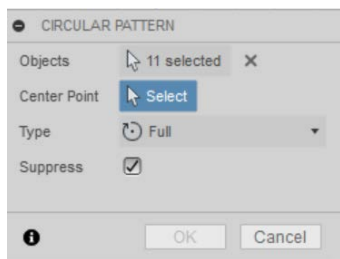 CIRCULAR PATTERN
Objects 11 selected
Center Point Select
Type Full
Suppress
OK Cancel